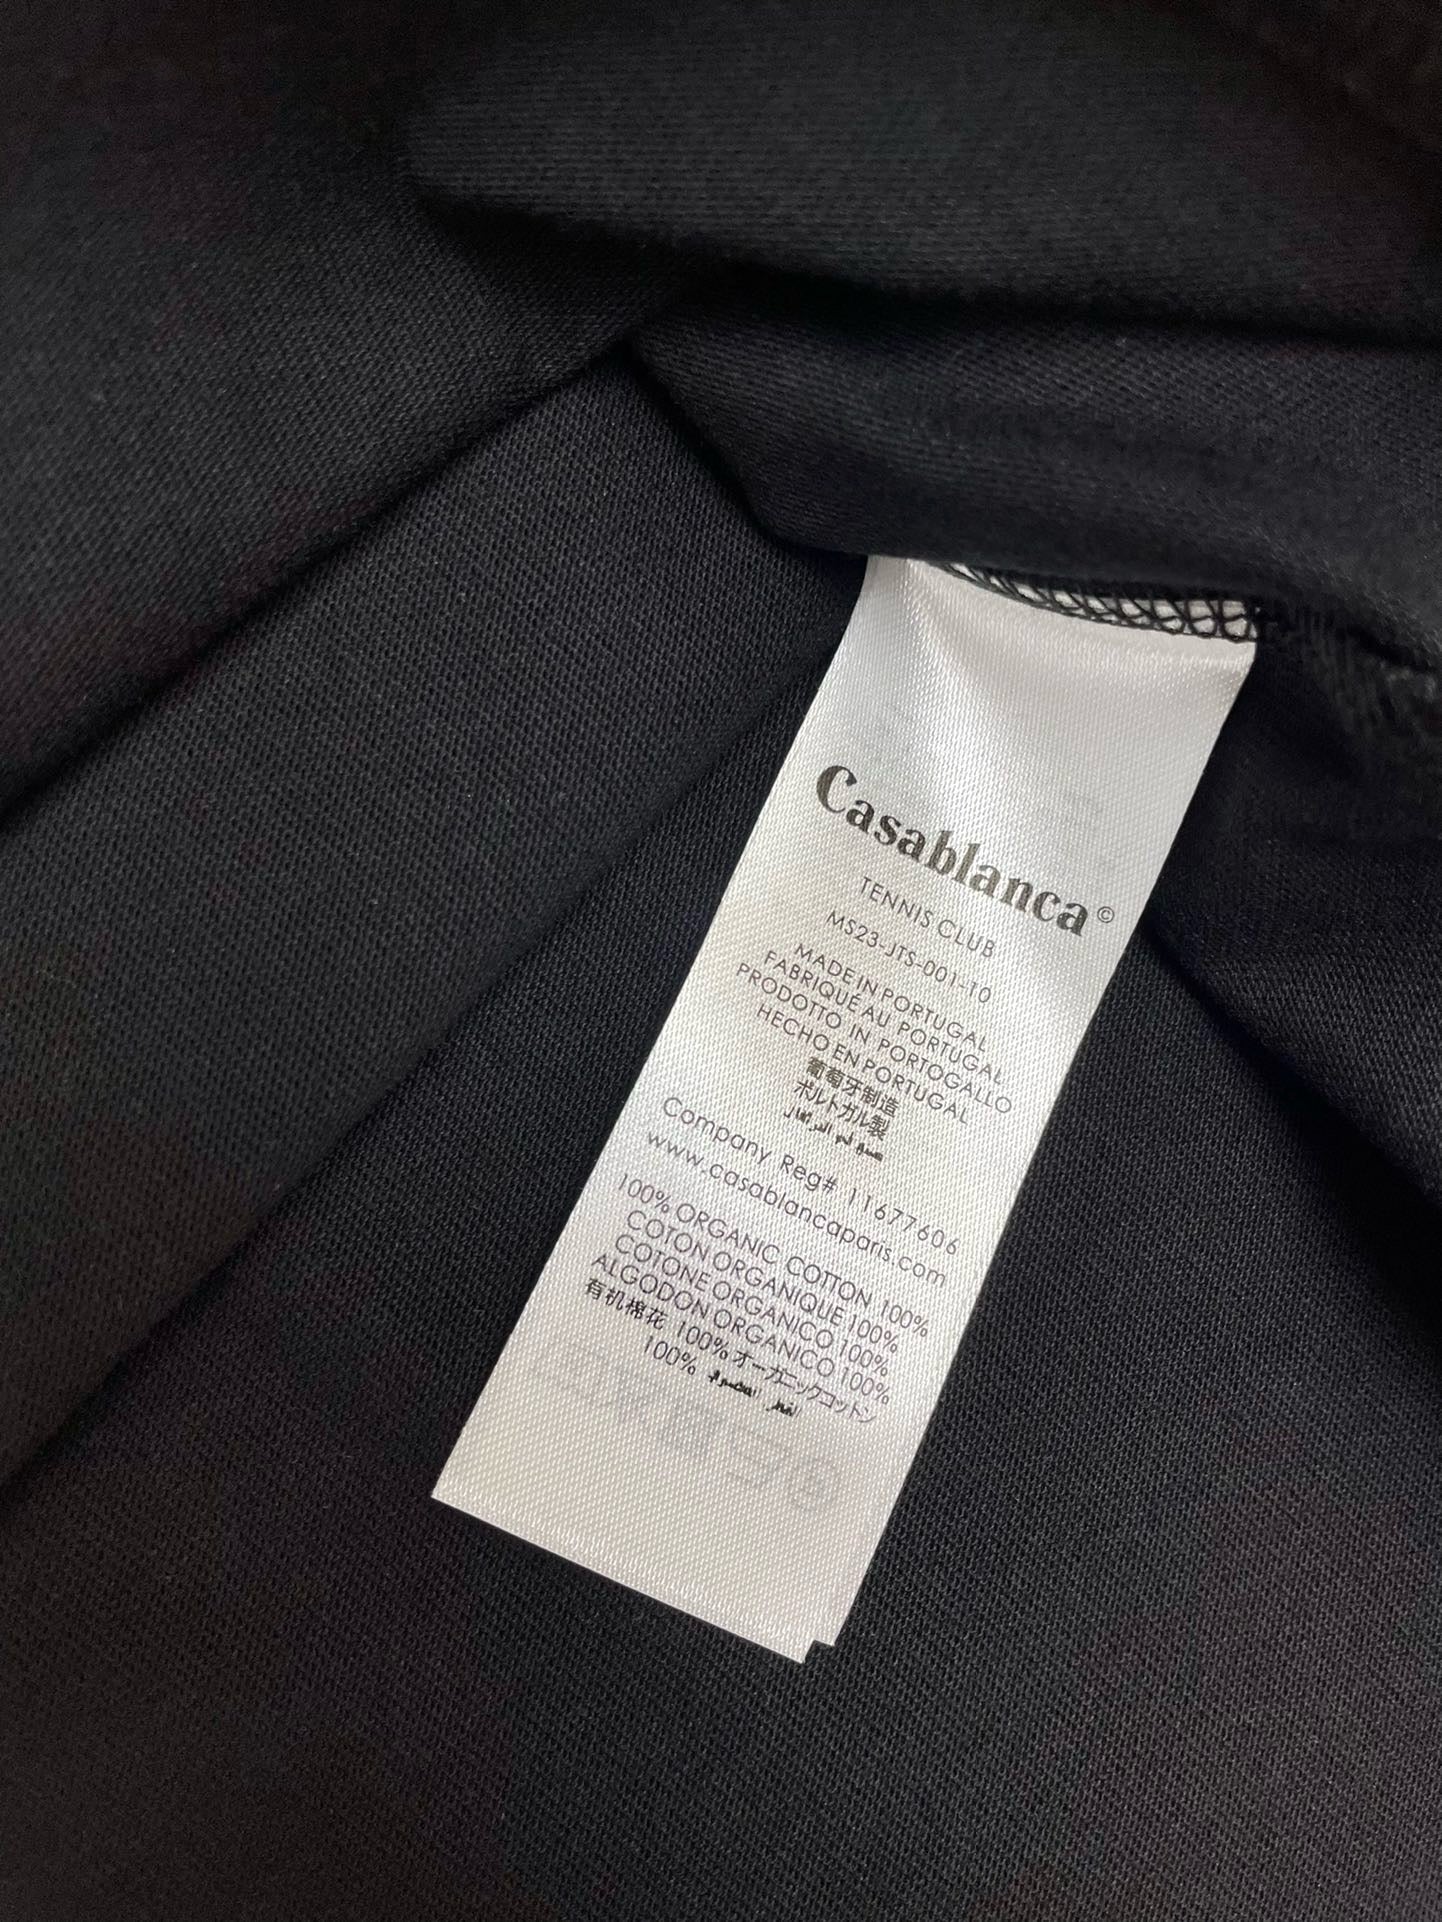 Casablanca©
TENNIS CLUB
MS23-JTS-001-10
MADE IN PORTUGAL
FABRIQUÉ AU PORTUGAL
PRODOTTO IN PORTOGALLO
HECHO EN PORTUGAL
葡萄牙制造
ポルトガル製
Company Reg# 11677606
www.casablancaparis.com
100% ORGANIC COTTON 100%
COTON ORGANIQUE 100%
COTONE ORGANICO 100%
ALGODON ORGANICO 100%
有机棉花 100% オーガニックコットン
100%